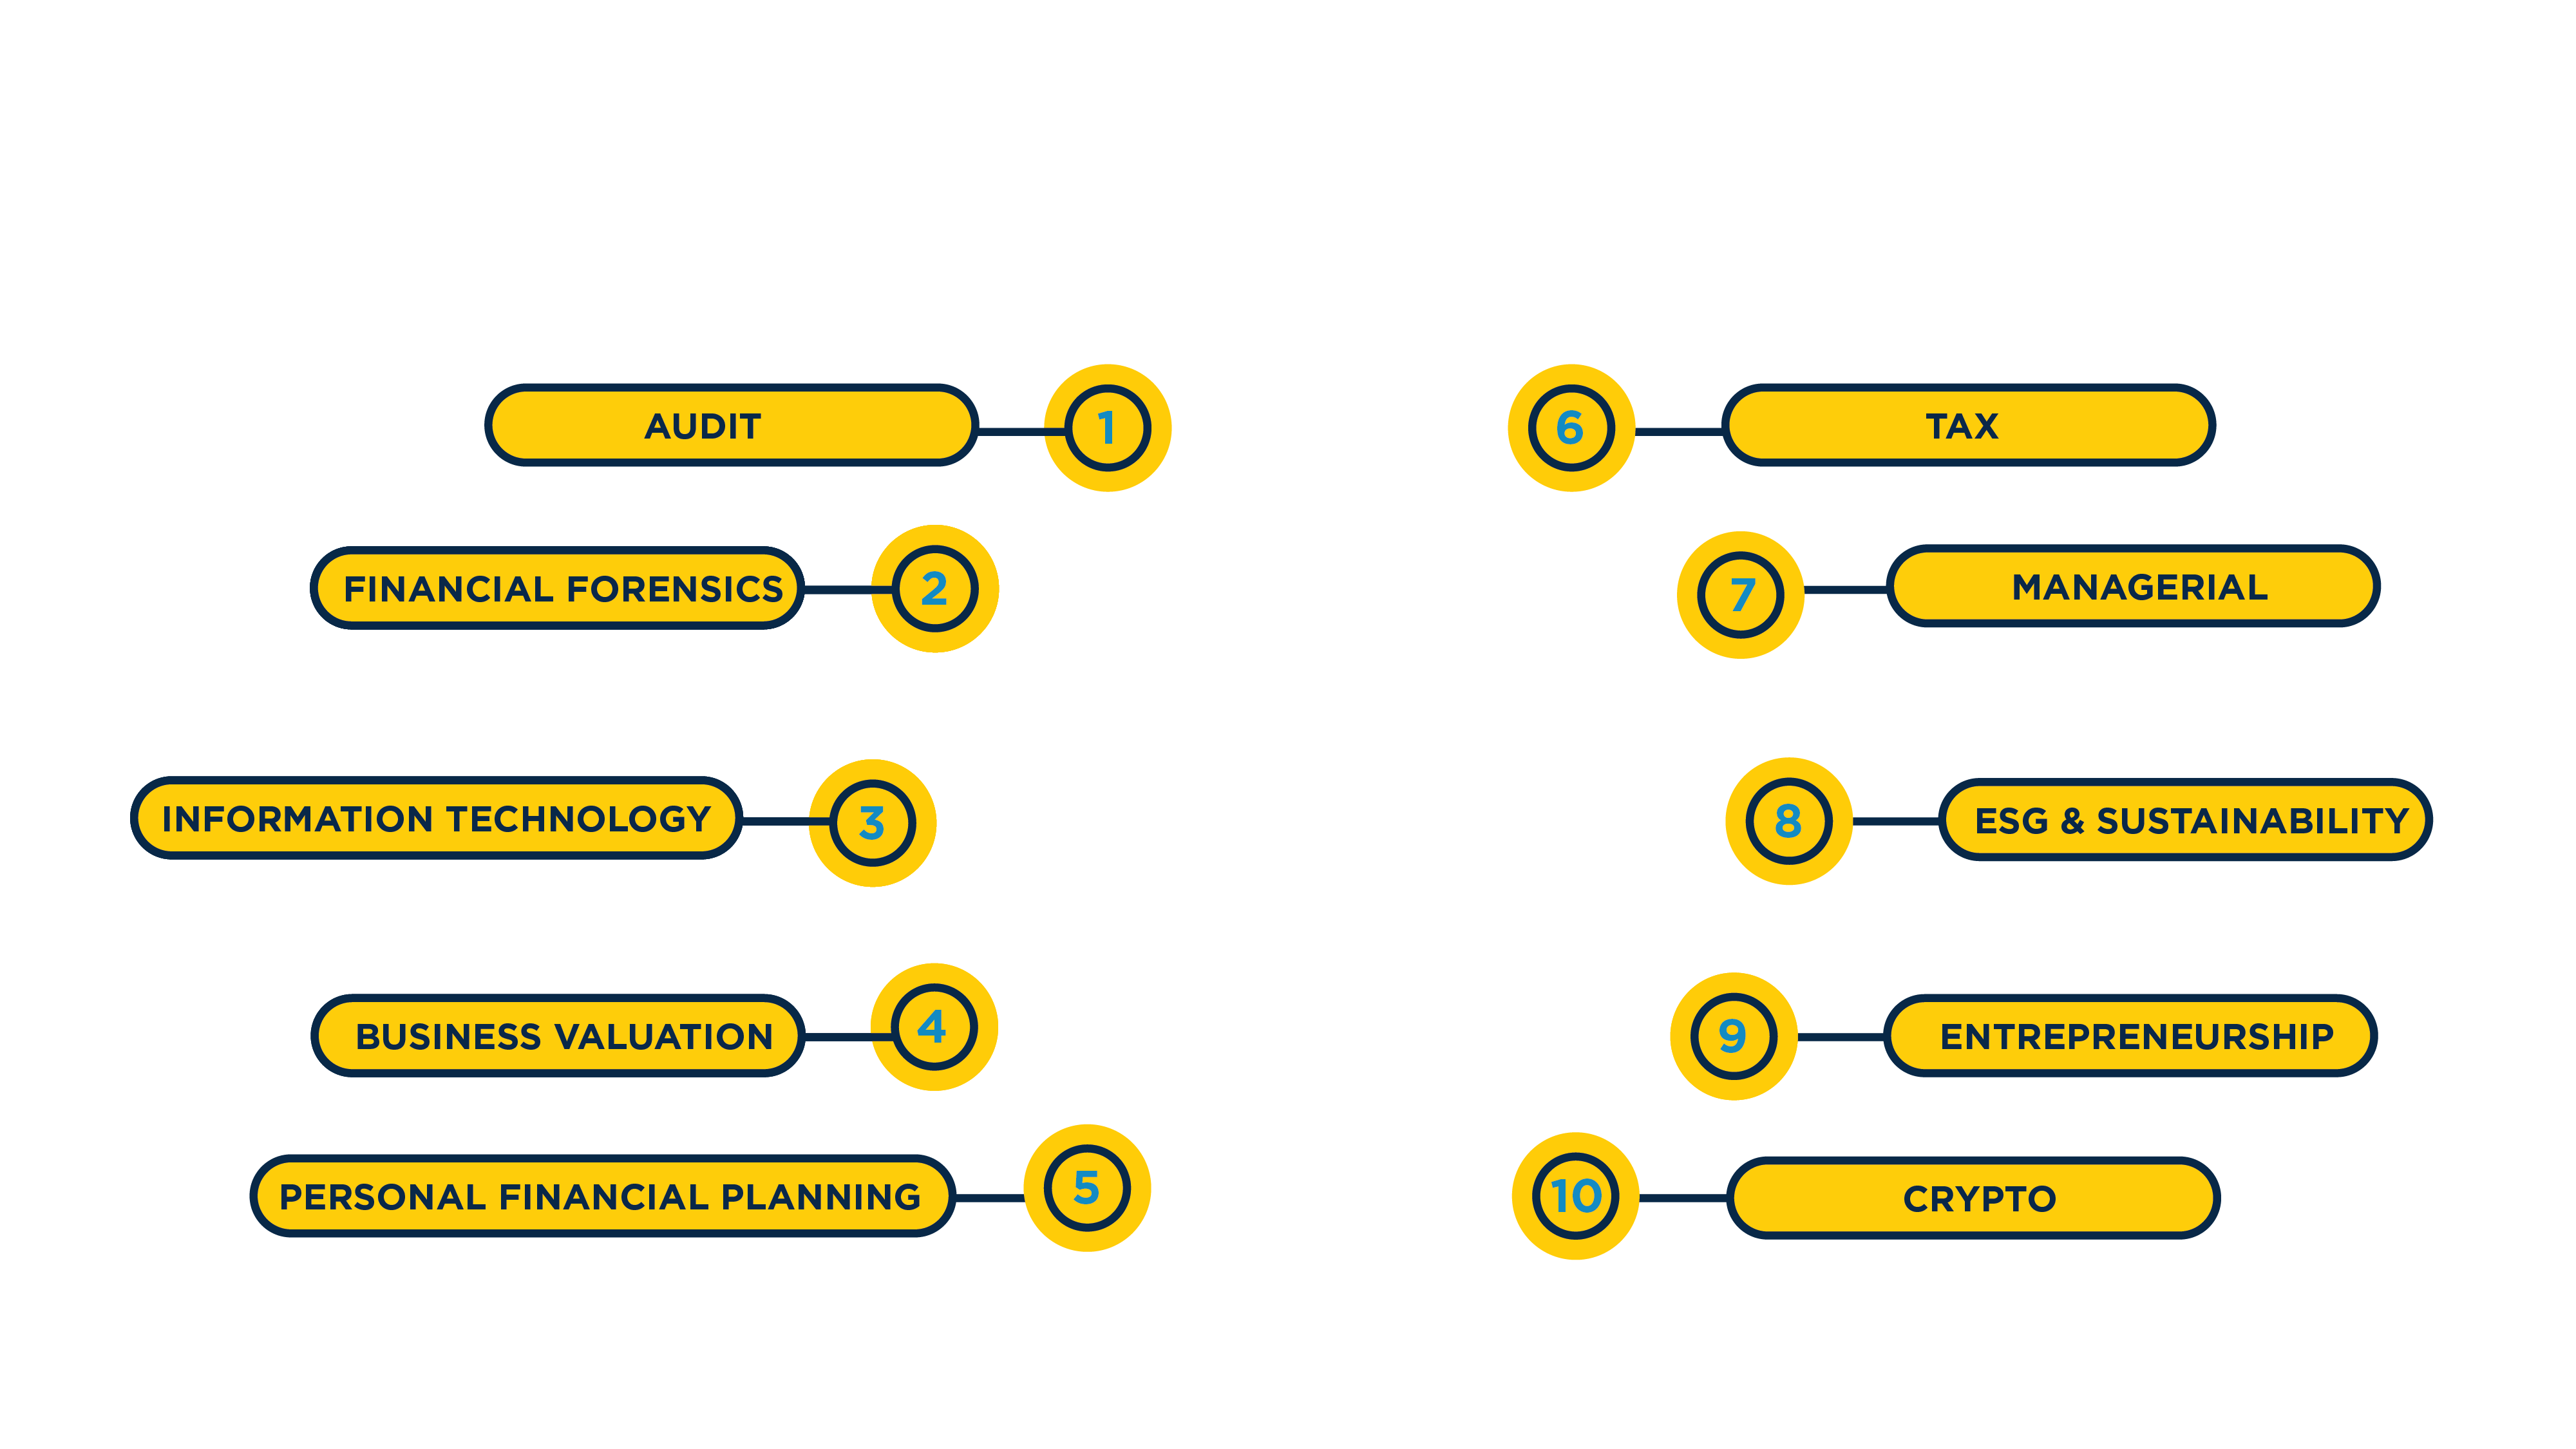 AUDIT 1
FINANCIAL FORENSICS 2
INFORMATION TECHNOLOGY 3
BUSINESS VALUATION 4
PERSONAL FINANCIAL PLANNING 5
6 TAX
7 MANAGERIAL
8 ESG & SUSTAINABILITY
9 ENTREPRENEURSHIP
10 CRYPTO